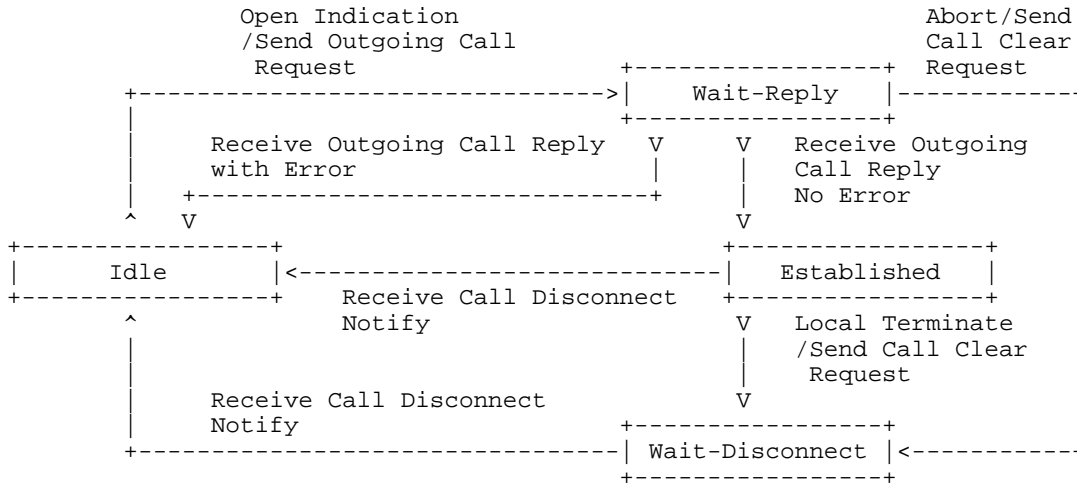 Open Indication Abort/Send
/Send Outgoing Call Call Clear
Request Request
Wait-Reply
Receive Outgoing Call Reply Receive Outgoing
with Error Call Reply
No Error
Idle Established
Receive Call Disconnect
Notify Local Terminate
/Send Call Clear
Request
Receive Call Disconnect
Notify
Wait-Disconnect